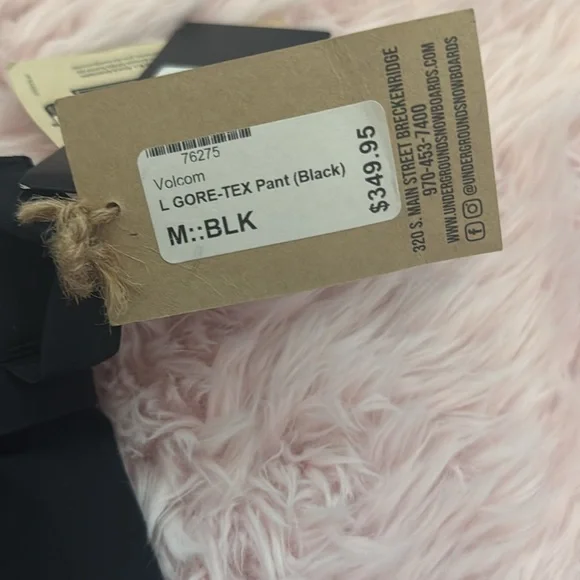 76275
Volcom
L GORE-TEX Pant (Black)
M::BLK
$349.95
320 S. MAIN STREET BRECKENRIDGE
970-453-7400
WWW.UNDERGROUNDSNOWBOARDS.COM
@UNDERGROUNDSNOWBOARDS